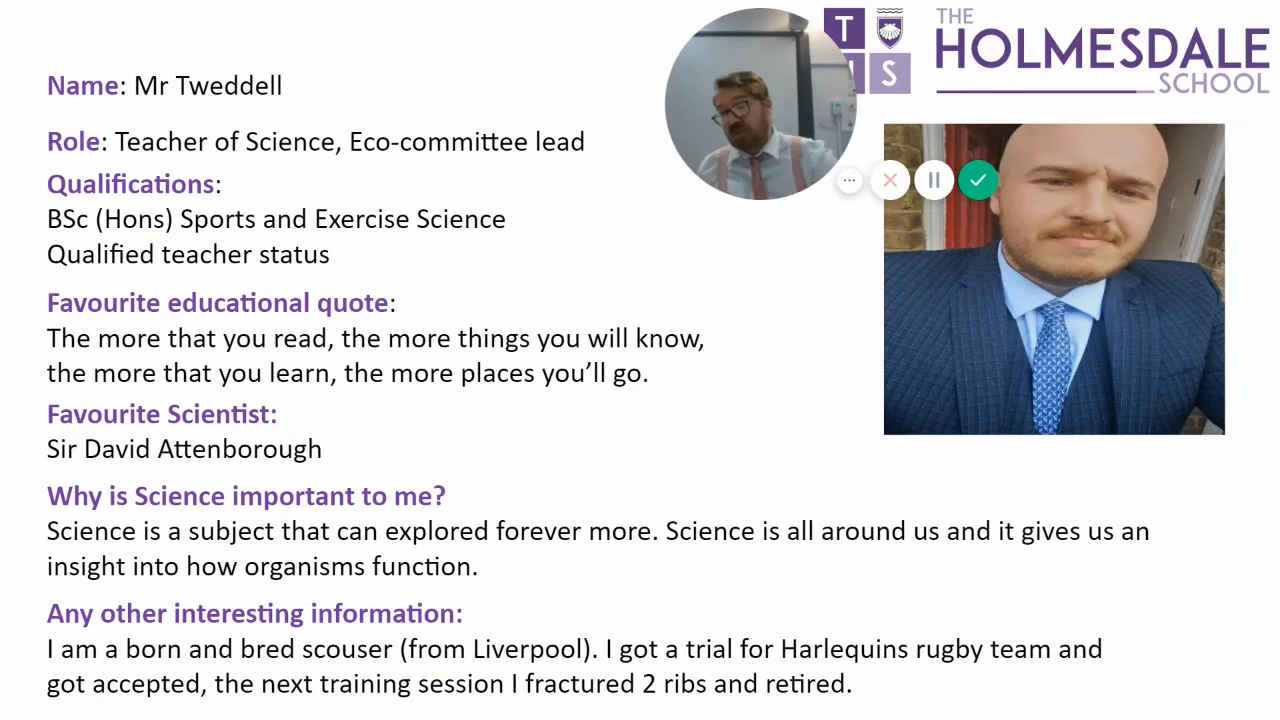 THE
HOLMESDALE
SCHOOL
T
S
Name: Mr Tweddell
Role: Teacher of Science, Eco-committee lead
Qualifications:
BSc (Hons) Sports and Exercise Science
Qualified teacher status
Favourite educational quote:
The more that you read, the more things you will know,
the more that you learn, the more places you’ll go.
Favourite Scientist:
Sir David Attenborough
Why is Science important to me?
Science is a subject that can explored forever more. Science is all around us and it gives us an
insight into how organisms function.
Any other interesting information:
I am a born and bred scouser (from Liverpool). I got a trial for Harlequins rugby team and
got accepted, the next training session I fractured 2 ribs and retired.